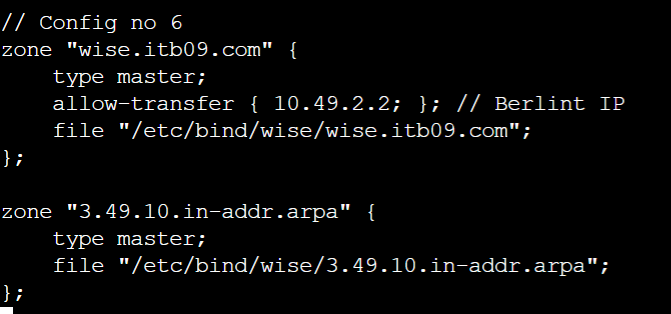 // Config no 6
zone "wise.itb09.com" {
    type master;
    allow-transfer { 10.49.2.2; }; // Berlint IP
    file "/etc/bind/wise/wise.itb09.com";
};

zone "3.49.10.in-addr.arpa" {
    type master;
    file "/etc/bind/wise/3.49.10.in-addr.arpa";
};